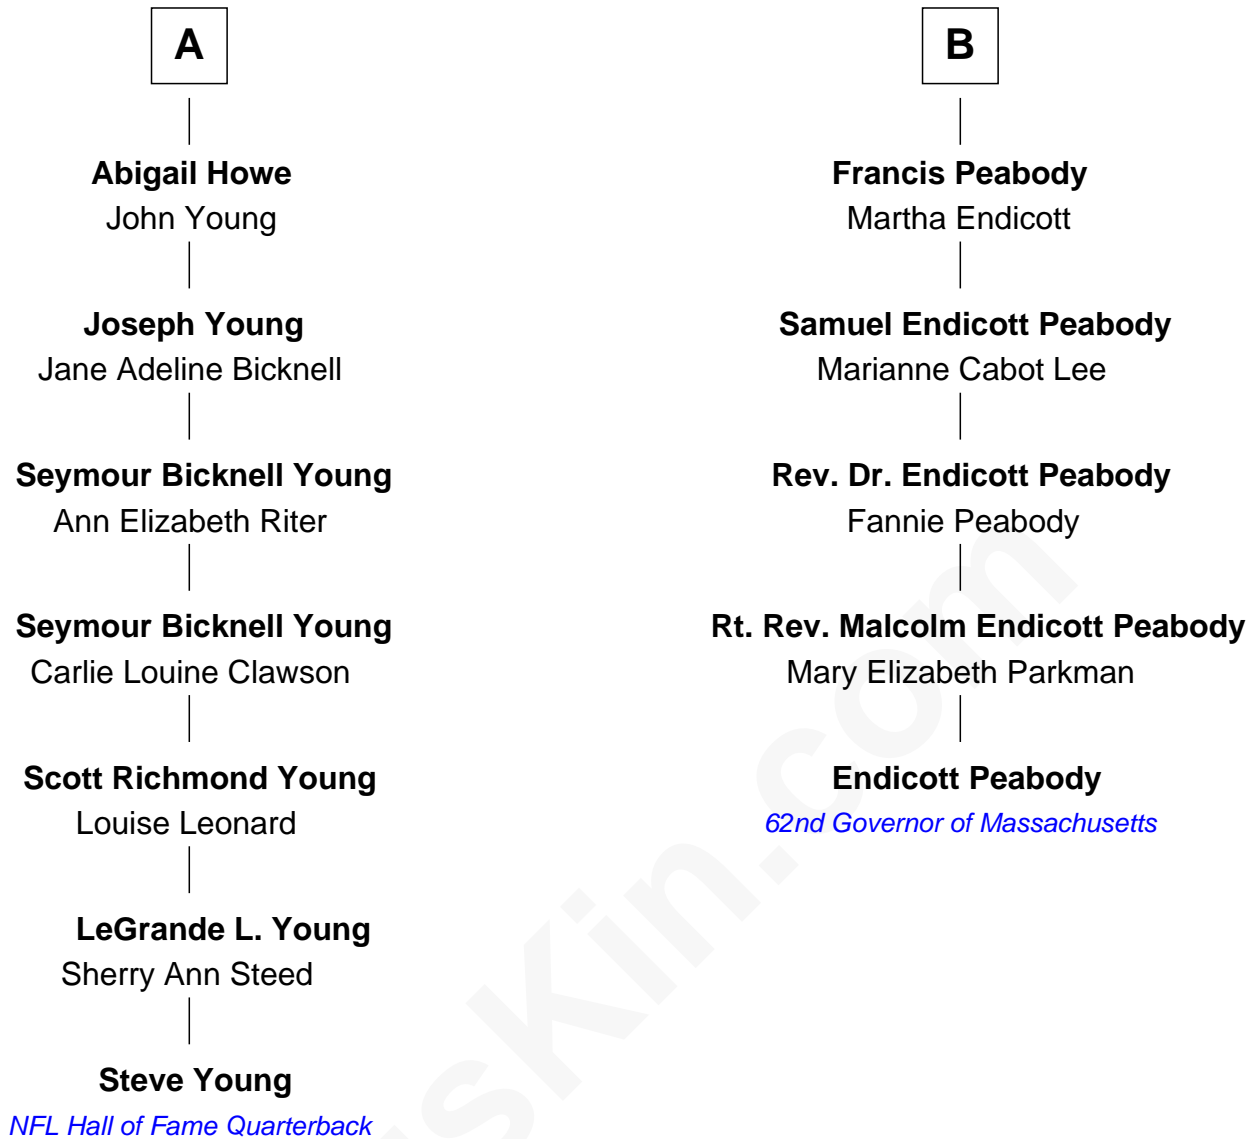 A
Abigail Howe
John Young
Joseph Young
Jane Adeline Bicknell
Seymour Bicknell Young
Ann Elizabeth Riter
Seymour Bicknell Young
Carlie Louine Clawson
Scott Richmond Young
Louise Leonard
LeGrande L. Young
Sherry Ann Steed
Steve Young
NFL Hall of Fame Quarterback
B
Francis Peabody
Martha Endicott
Samuel Endicott Peabody
Marianne Cabot Lee
Rev. Dr. Endicott Peabody
Fannie Peabody
Rt. Rev. Malcolm Endicott Peabody
Mary Elizabeth Parkman
Endicott Peabody
62nd Governor of Massachusetts
usKin.com